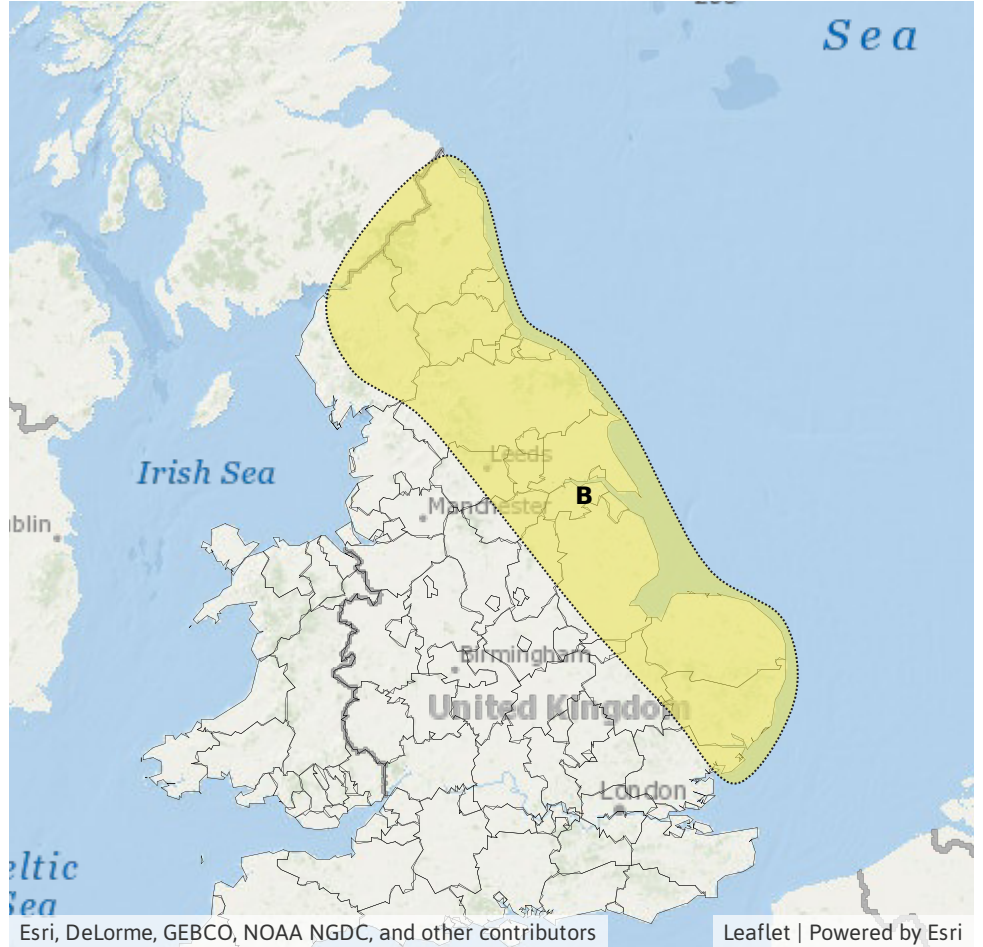 Sea
Leeds
B
Irish Sea
Manchester
blin
Birmingham
United Kingdom
London
eltic
Sea
Esri, DeLorme, GEBCO, NOAA NGDC, and other contributors
Leaflet | Powered by Esri